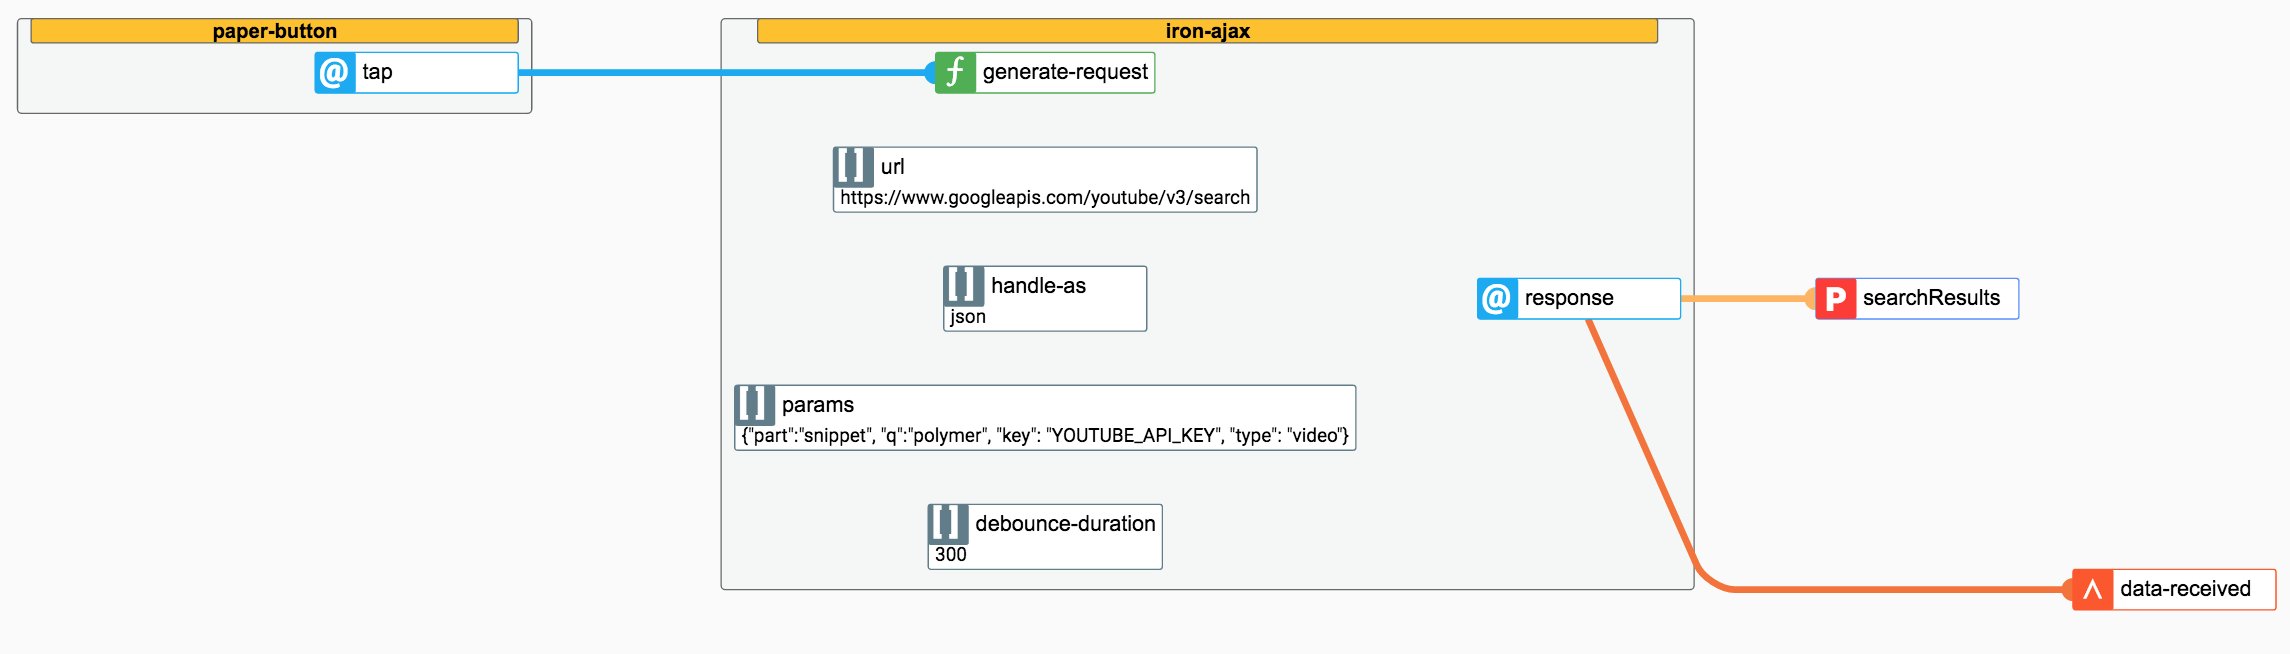 paper-button
@ tap
iron-ajax
f generate-request
[[]] url
https://www.googleapis.com/youtube/v3/search
[[]] handle-as
json
@ response
P searchResults
[[]] params
{"part":"snippet", "q":"polymer", "key": "YOUTUBE_API_KEY", "type": "video"}
[[]] debounce-duration
300
data-received